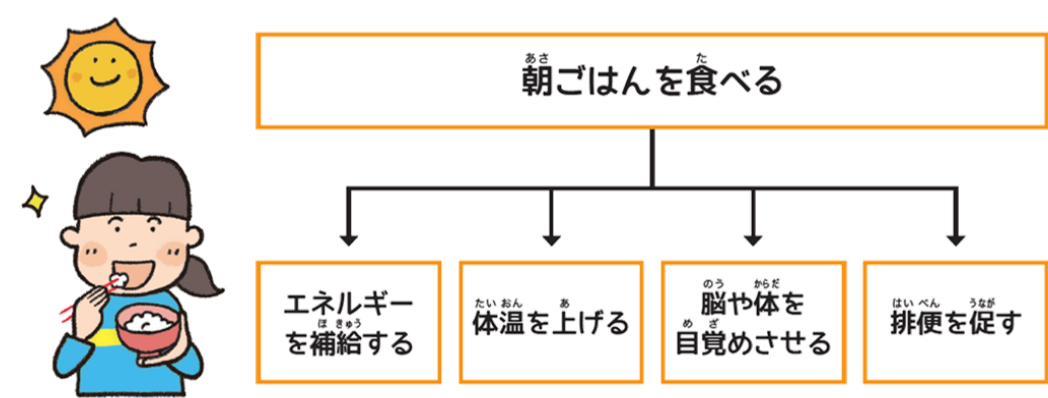 朝ごはんを食べる
エネルギー
を補給する
体温を上げる
脳や体を
目覚めさせる
排便を促す